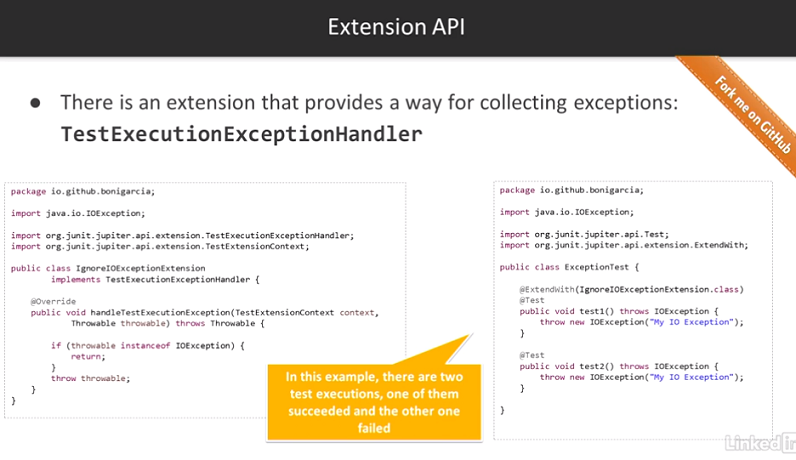 Extension API
● There is an extension that provides a way for collecting exceptions:
TestExecutionExceptionHandler
Fork me on GitHub
package io.github.bonigarcia;
import java.io.IOException;
import org.junit.jupiter.api.extension.TestExecutionExceptionHandler;
import org.junit.jupiter.api.extension.TestExtensionContext;
public class IgnoreIOExceptionExtension
implements TestExecutionExceptionHandler {
@Override
public void handleTestExecutionException(TestExtensionContext context,
Throwable throwable) throws Throwable {
if (throwable instanceof IOException) {
return;
}
throw throwable;
}
}
package io.github.bonigarcia;
import java.io.IOException;
import org.junit.jupiter.api.Test;
import org.junit.jupiter.api.extension.ExtendWith;
public class ExceptionTest {
@ExtendWith(IgnoreIOExceptionExtension.class)
@Test
public void test1() throws IOException {
throw new IOException("My IO Exception");
}
@Test
public void test2() throws IOException {
throw new IOException("My IO Exception");
}
}
In this example, there are two
test executions, one of them
succeeded and the other one
failed
Linked in